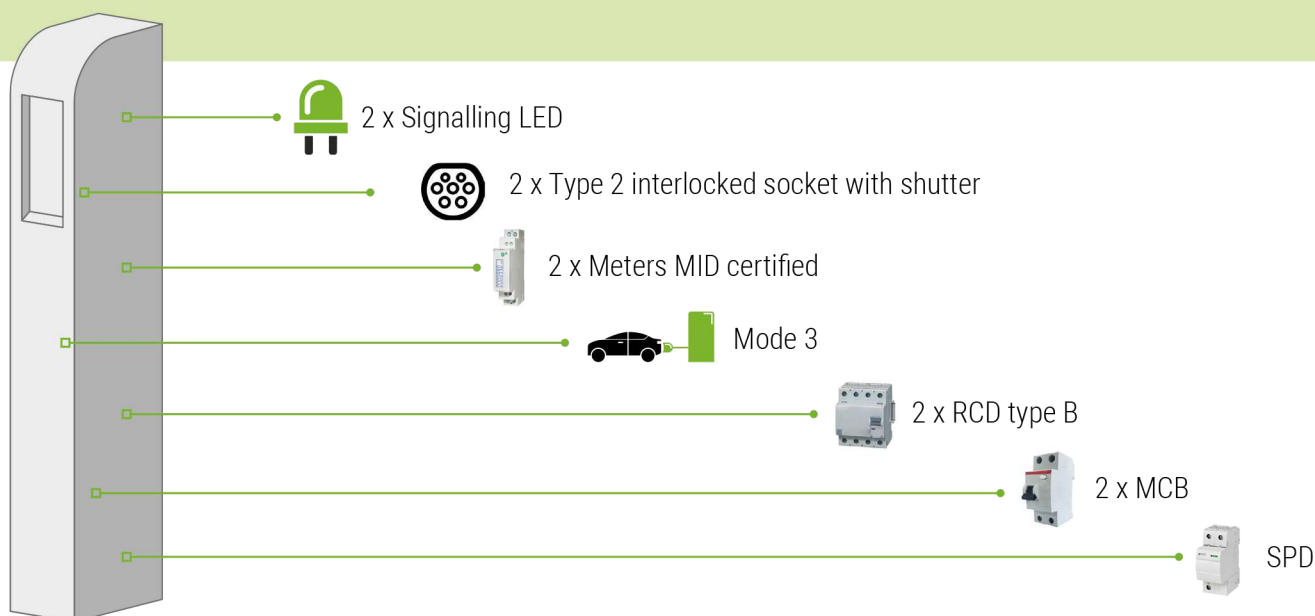 2 x Signalling LED
2 x Type 2 interlocked socket with shutter
2 x Meters MID certified
Mode 3
2 x RCD type B
2 x MCB
SPD